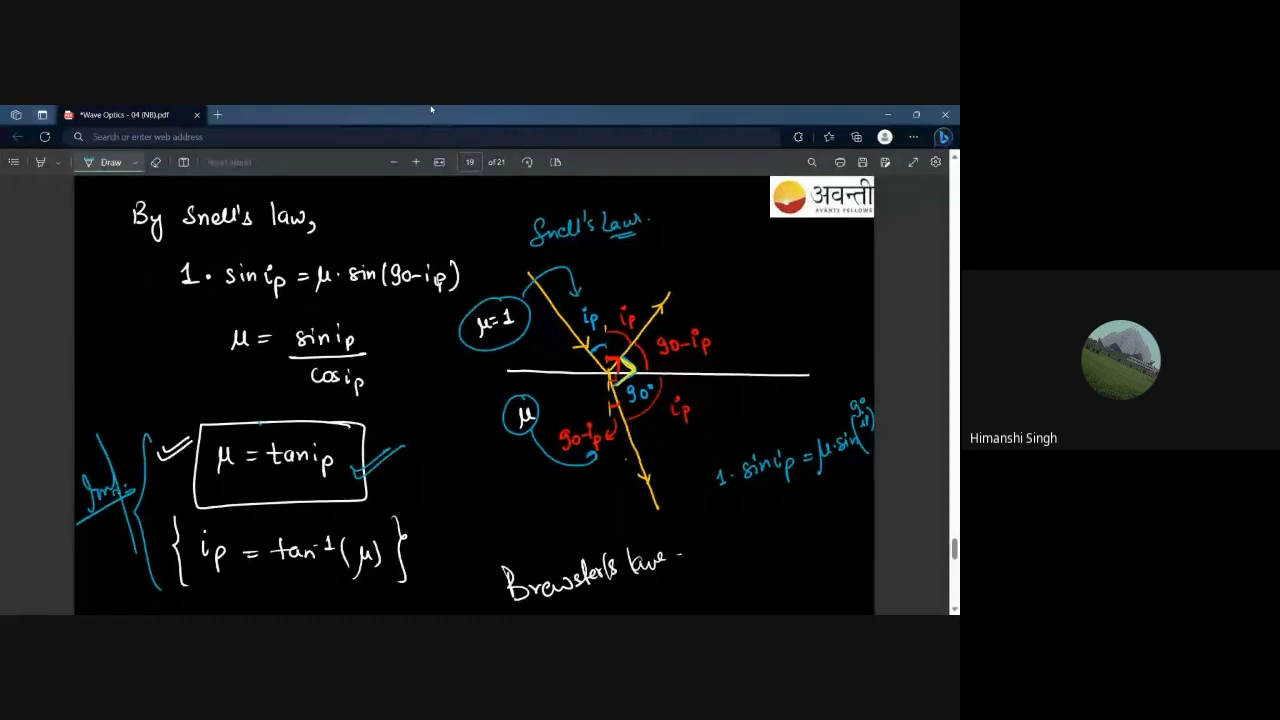 *Wave Optics - 04 (NB).pdf
Search or enter web address
Draw
19 of 21
अवन्ती
AVANTI FELLOWS
By Snell's law,
1 · sin ip = μ · sin(90-ip)
μ = sin ip
cos ip
μ = tan ip
Imp.
{ ip = tan-1(μ) }
Snell's Law.
μ=1
ip
ip
90-ip
90°
ip
μ
90-ip
1 · sin ip = μ · sin
Brewster's law.
Himanshi Singh